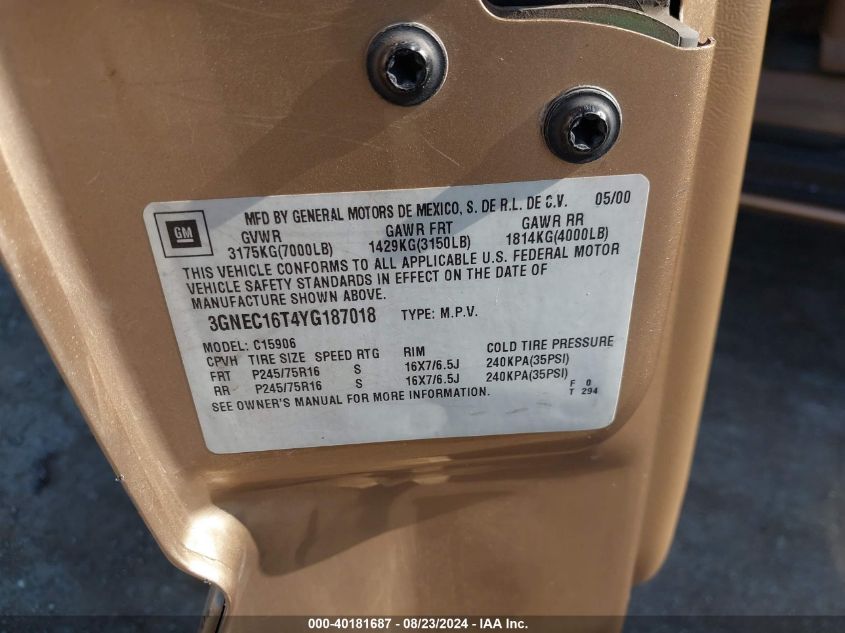 GM
MFD BY GENERAL MOTORS DE MEXICO, S. DE R.L. DE C.V. 05/00
GVWR GAWR FRT GAWR RR
3175KG(7000LB) 1429KG(3150LB) 1814KG(4000LB)
THIS VEHICLE CONFORMS TO ALL APPLICABLE U.S. FEDERAL MOTOR
VEHICLE SAFETY STANDARDS IN EFFECT ON THE DATE OF
MANUFACTURE SHOWN ABOVE.
3GNEC16T4YG187018 TYPE: M.P.V.
MODEL: C15906
CPVH TIRE SIZE SPEED RTG RIM COLD TIRE PRESSURE
FRT P245/75R16 S 16X7/6.5J 240KPA(35PSI)
RR P245/75R16 S 16X7/6.5J 240KPA(35PSI)
SEE OWNER'S MANUAL FOR MORE INFORMATION.
F 0
T 294
000-40181687 - 08/23/2024 - IAA Inc.